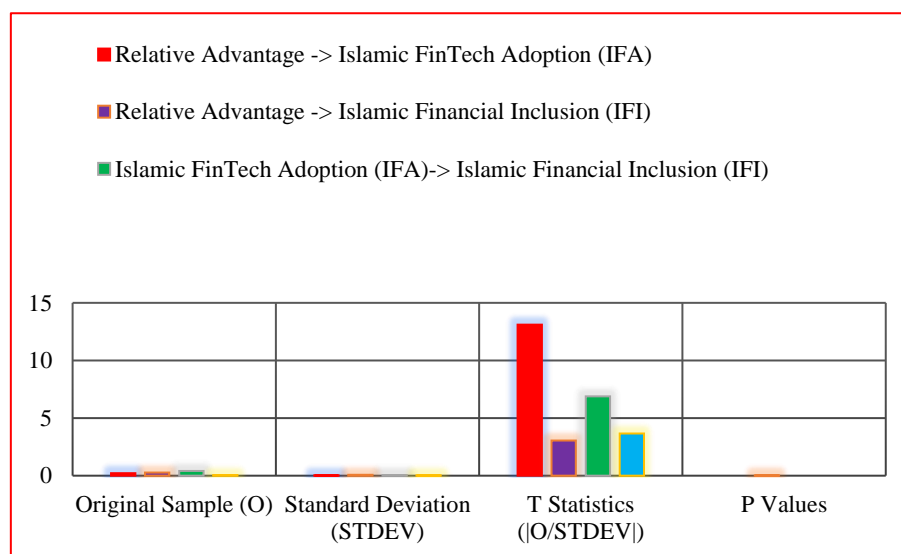 Relative Advantage -> Islamic FinTech Adoption (IFA)
Relative Advantage -> Islamic Financial Inclusion (IFI)
Islamic FinTech Adoption (IFA)-> Islamic Financial Inclusion (IFI)
15
10
5
0
Original Sample (O)
Standard Deviation
(STDEV)
T Statistics
(|O/STDEV|)
P Values